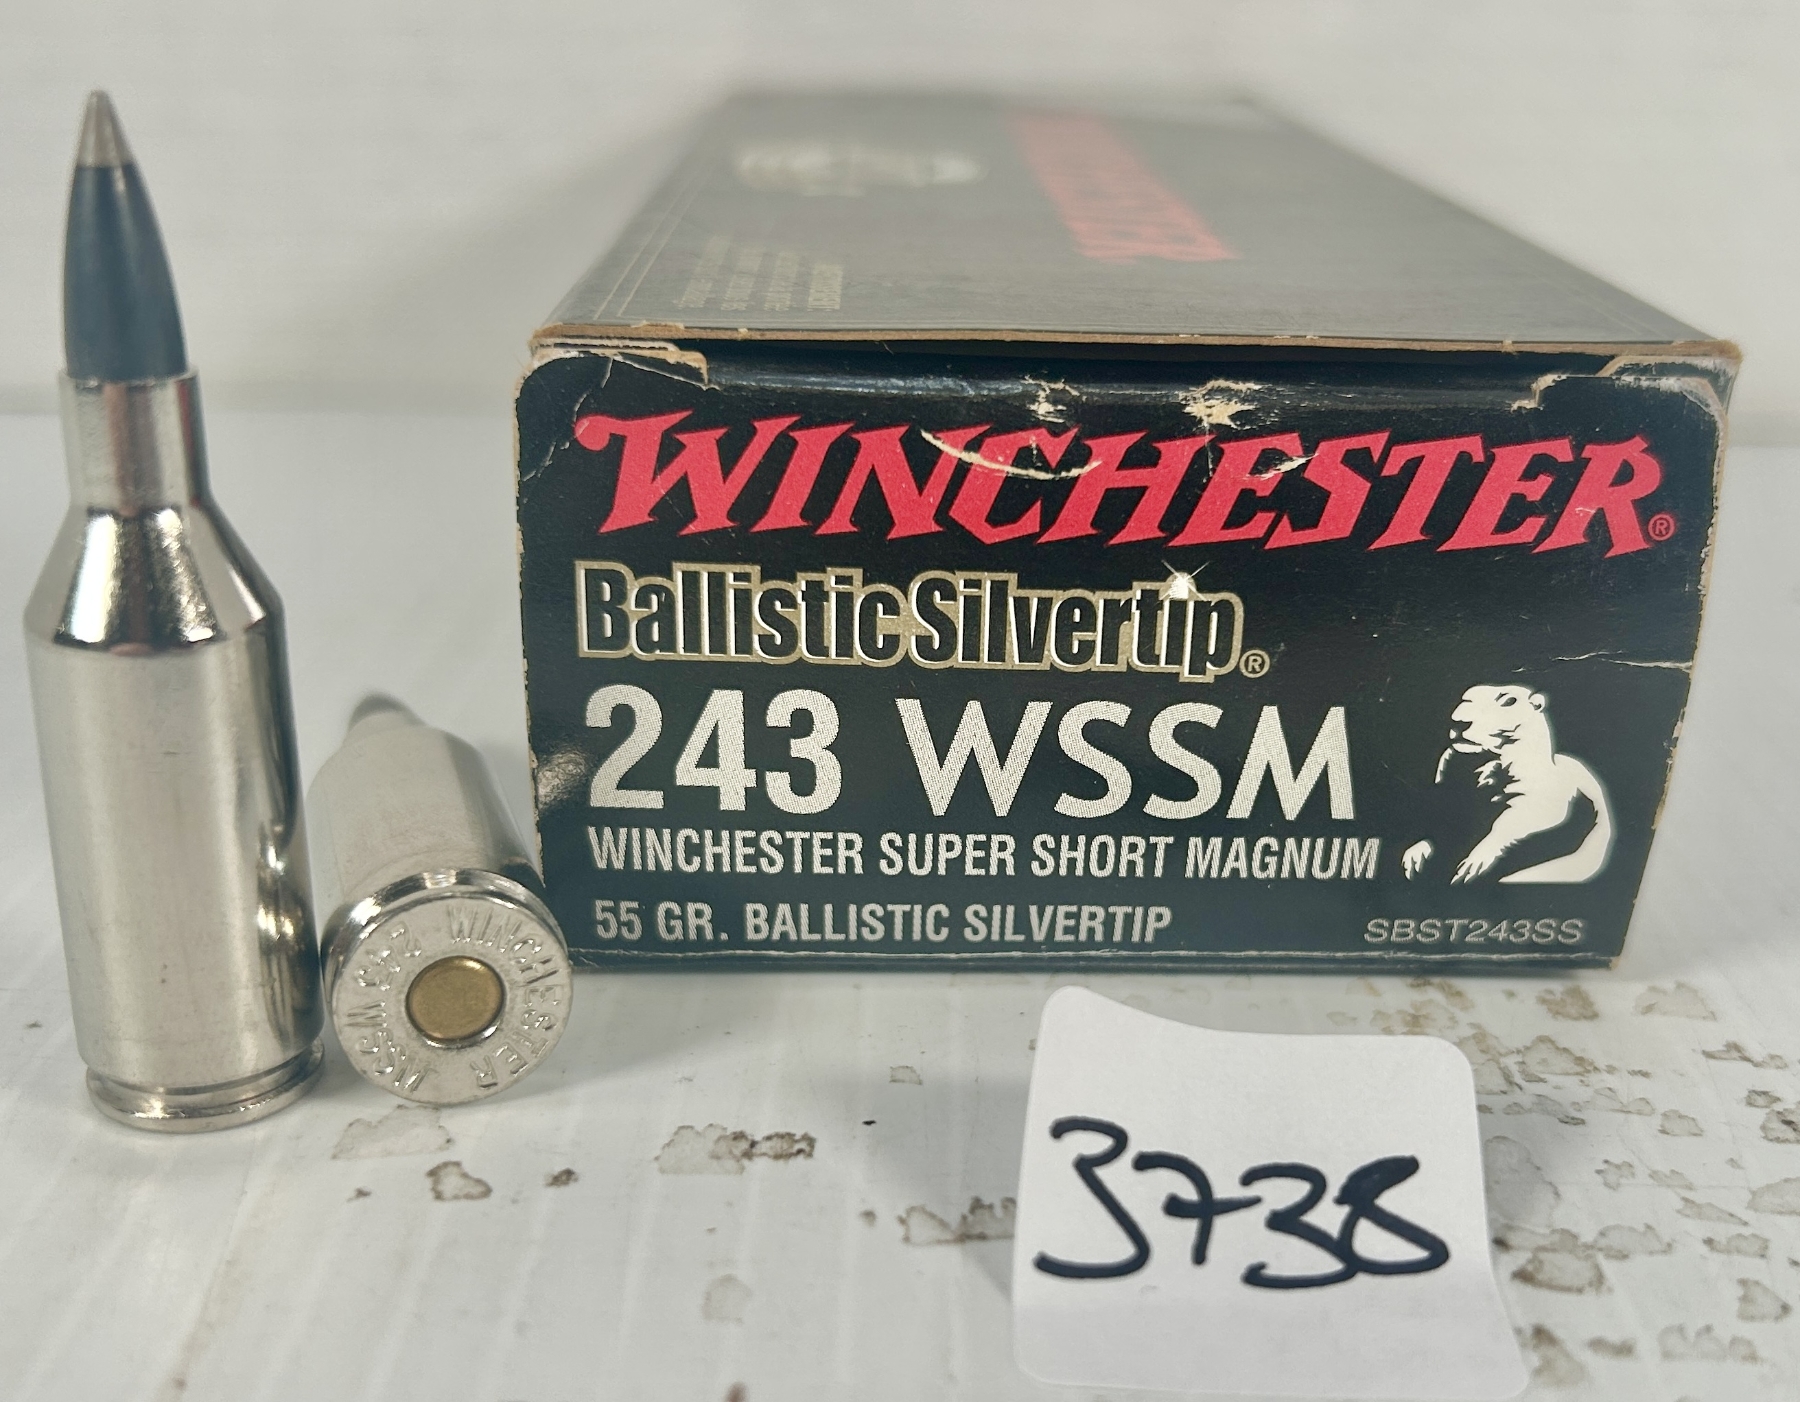 WINCHESTER®
Ballistic Silvertip®
243 WSSM
WINCHESTER SUPER SHORT MAGNUM
55 GR. BALLISTIC SILVERTIP
SBST243SS
WINCHESTER
243 WSSM
3738